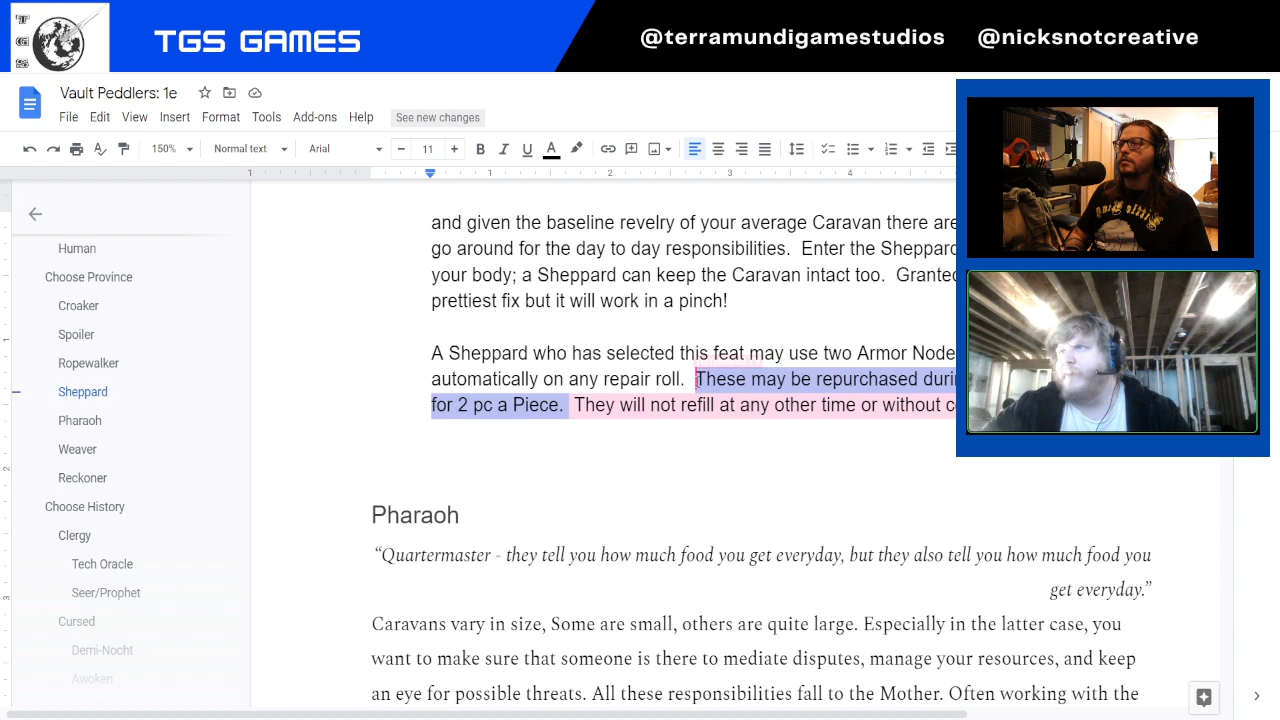 TGS
TGS GAMES
@terramundigamestudios @nicksnotcreative
Vault Peddlers: 1e
File Edit View Insert Format Tools Add-ons Help See new changes
150% Normal text Arial 11 B I U A
1 1 2 3 4
Human
Choose Province
Croaker
Spoiler
Ropewalker
Sheppard
Pharaoh
Weaver
Reckoner
Choose History
Clergy
Tech Oracle
Seer/Prophet
Cursed
Demi-Nocht
Awoken
and given the baseline revelry of your average Caravan there are
go around for the day to day responsibilities. Enter the Sheppard
your body; a Sheppard can keep the Caravan intact too. Granted
prettiest fix but it will work in a pinch!
A Sheppard who has selected this feat may use two Armor Node
automatically on any repair roll. These may be repurchased duri
for 2 pc a Piece. They will not refill at any other time or without c
Pharaoh
“Quartermaster - they tell you how much food you get everyday, but they also tell you how much food you
get everyday.”
Caravans vary in size, Some are small, others are quite large. Especially in the latter case, you
want to make sure that someone is there to mediate disputes, manage your resources, and keep
an eye for possible threats. All these responsibilities fall to the Mother. Often working with the